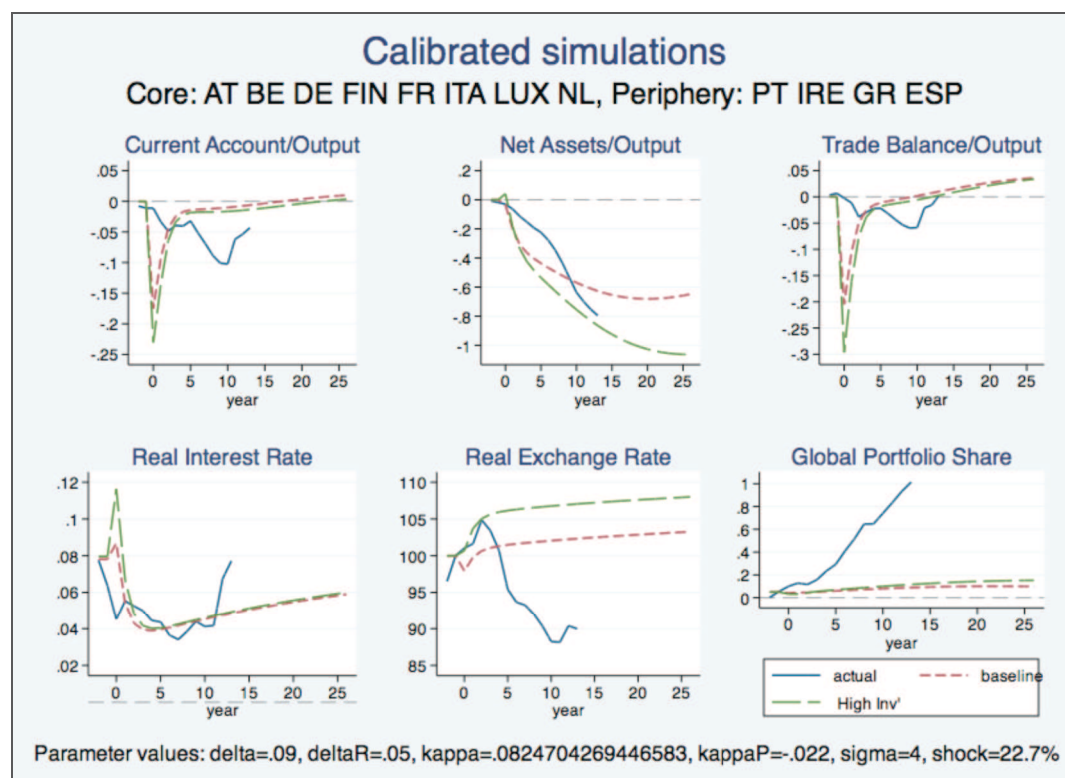 Calibrated simulations
Core: AT BE DE FIN FR ITA LUX NL, Periphery: PT IRE GR ESP
Current Account/Output
.05
0
-.05
-.1
-.15
-.2
-.25
0 5 10 15 20 25
year
Net Assets/Output
.2
0
-.2
-.4
-.6
-.8
-1
0 5 10 15 20 25
year
Trade Balance/Output
.05
0
-.05
-.1
-.15
-.2
-.25
-.3
0 5 10 15 20 25
year
Real Interest Rate
.12
.1
.08
.06
.04
.02
0 5 10 15 20 25
year
Real Exchange Rate
110
105
100
95
90
85
0 5 10 15 20 25
year
Global Portfolio Share
1
.8
.6
.4
.2
0
0 5 10 15 20 25
year
actual baseline
High Inv'
Parameter values: delta=.09, deltaR=.05, kappa=.0824704269446583, kappaP=-.022, sigma=4, shock=22.7%